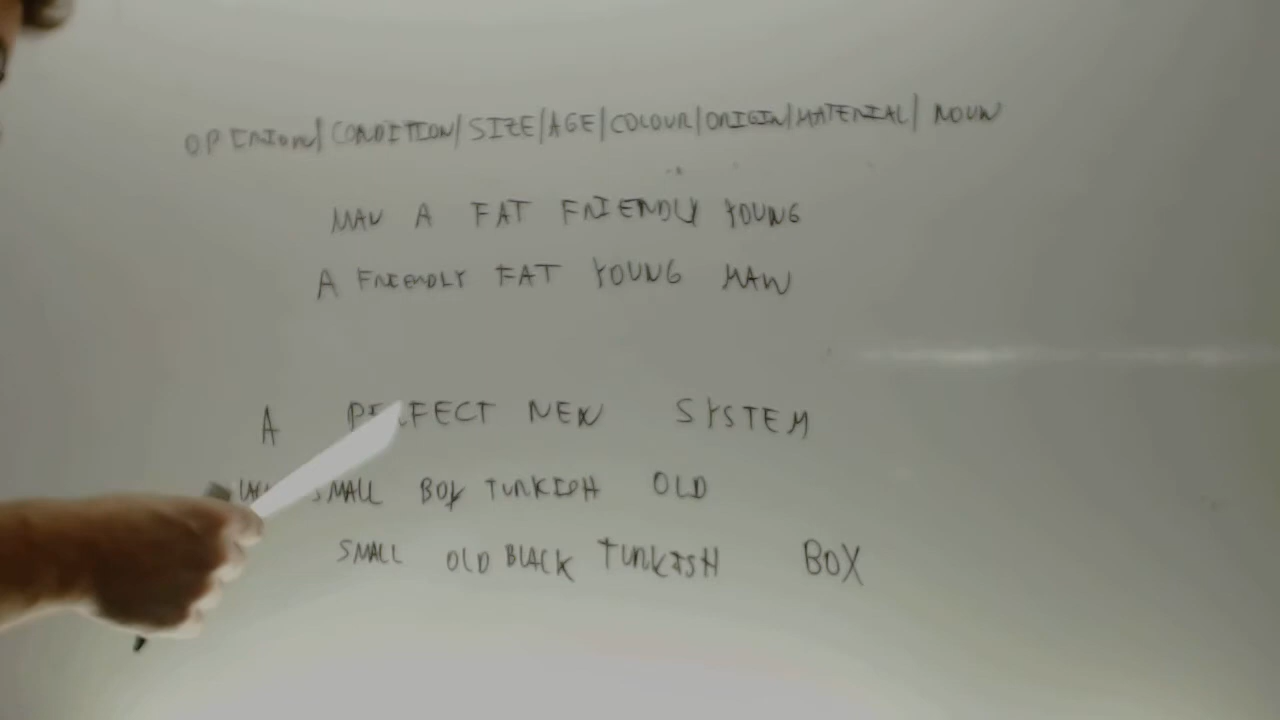 OPINION/CONDITION/SIZE/AGE/COLOUR/ORIGIN/MATERIAL/NOUN
MAN A FAT FRIENDLY YOUNG
A FRIENDLY FAT YOUNG MAN
A PERFECT NEW SYSTEM
SMALL BOX TURKISH OLD
SMALL OLD BLACK TURKISH BOX